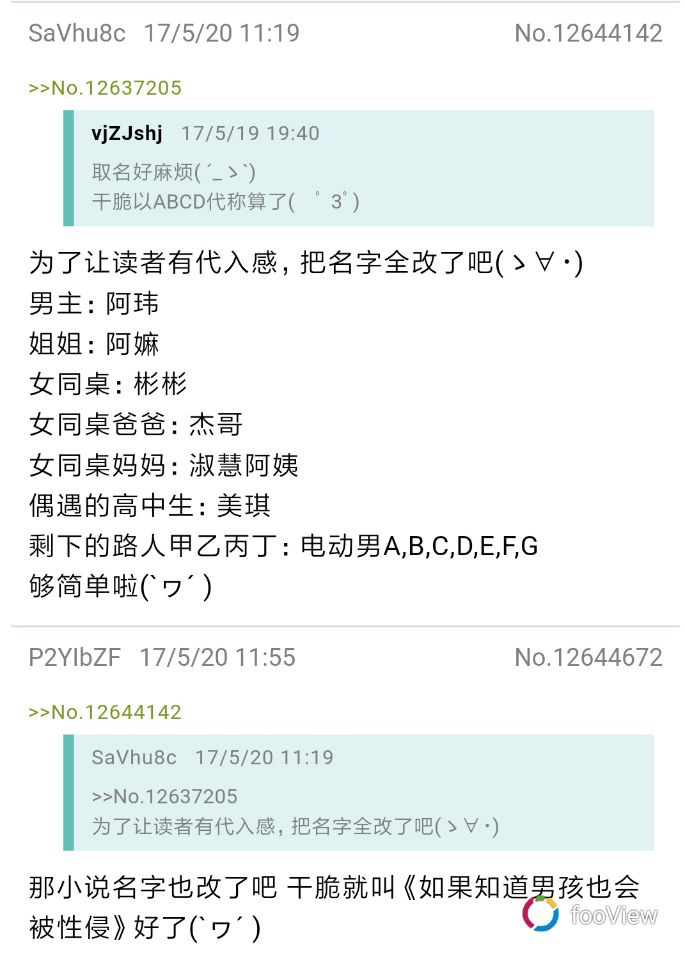 SaVhu8c 17/5/20 11:19 No.12644142
>>No.12637205
vjZJshj 17/5/19 19:40
取名好麻烦( ´_ゝ`)
干脆以ABCD代称算了( ゜ 3゜)
为了让读者有代入感，把名字全改了吧(ゝ∀･)
男主：阿玮
姐姐：阿嫲
女同桌：彬彬
女同桌爸爸：杰哥
女同桌妈妈：淑慧阿姨
偶遇的高中生：美琪
剩下的路人甲乙丙丁：电动男A,B,C,D,E,F,G
够简单啦(`ヮ´ )
P2YIbZF 17/5/20 11:55 No.12644672
>>No.12644142
SaVhu8c 17/5/20 11:19
>>No.12637205
为了让读者有代入感，把名字全改了吧(ゝ∀･)
那小说名字也改了吧 干脆就叫《如果知道男孩也会
被性侵》好了(`ヮ´ )
fooView